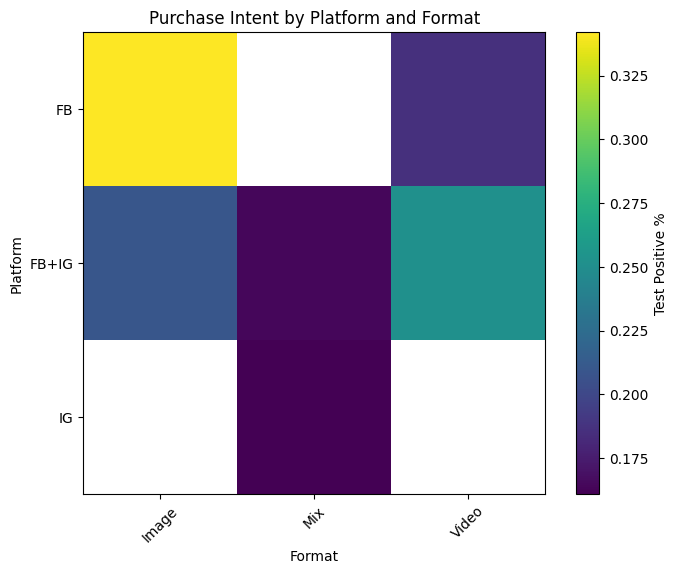 Purchase Intent by Platform and Format
Platform
FB
FB+IG
IG
Image
Mix
Video
Format
0.325
0.300
0.275
0.250
0.225
0.200
0.175
Test Positive %